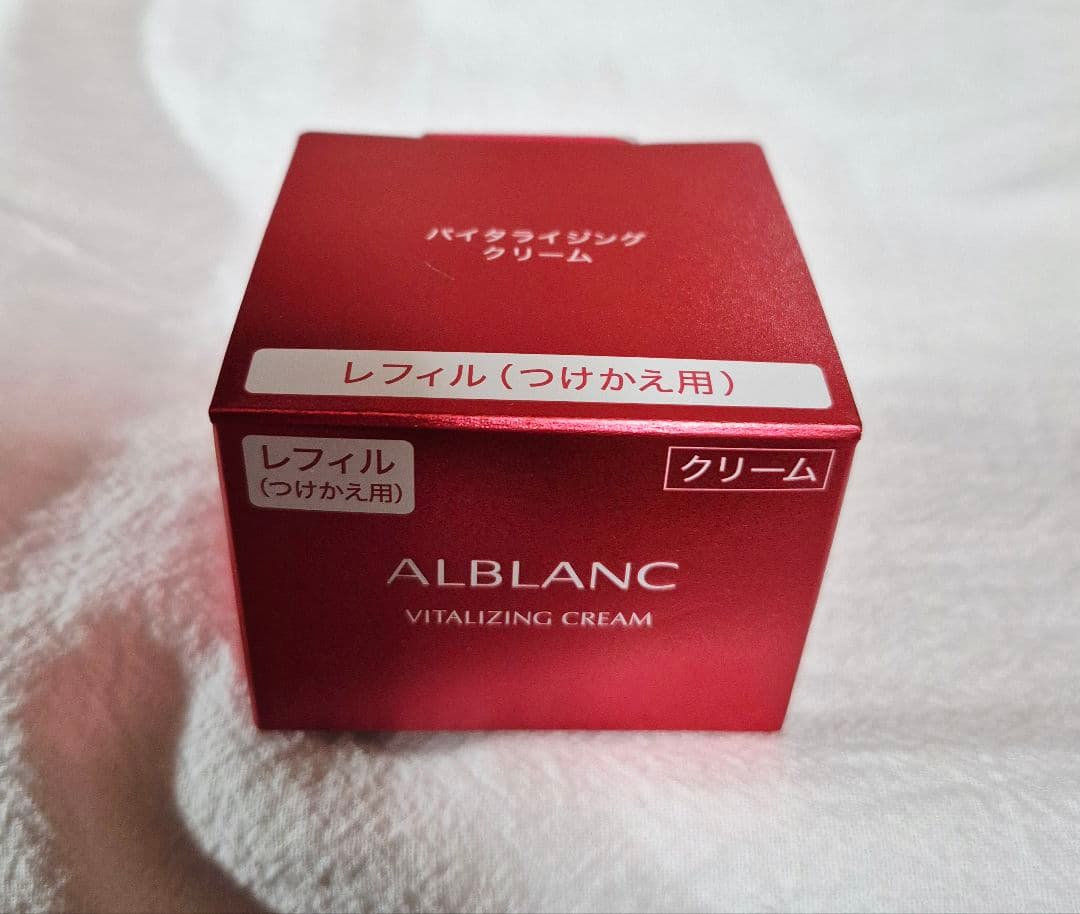 バイタライジング
クリーム
レフィル(つけかえ用)
レフィル
(つけかえ用)
クリーム
ALBLANC
VITALIZING CREAM